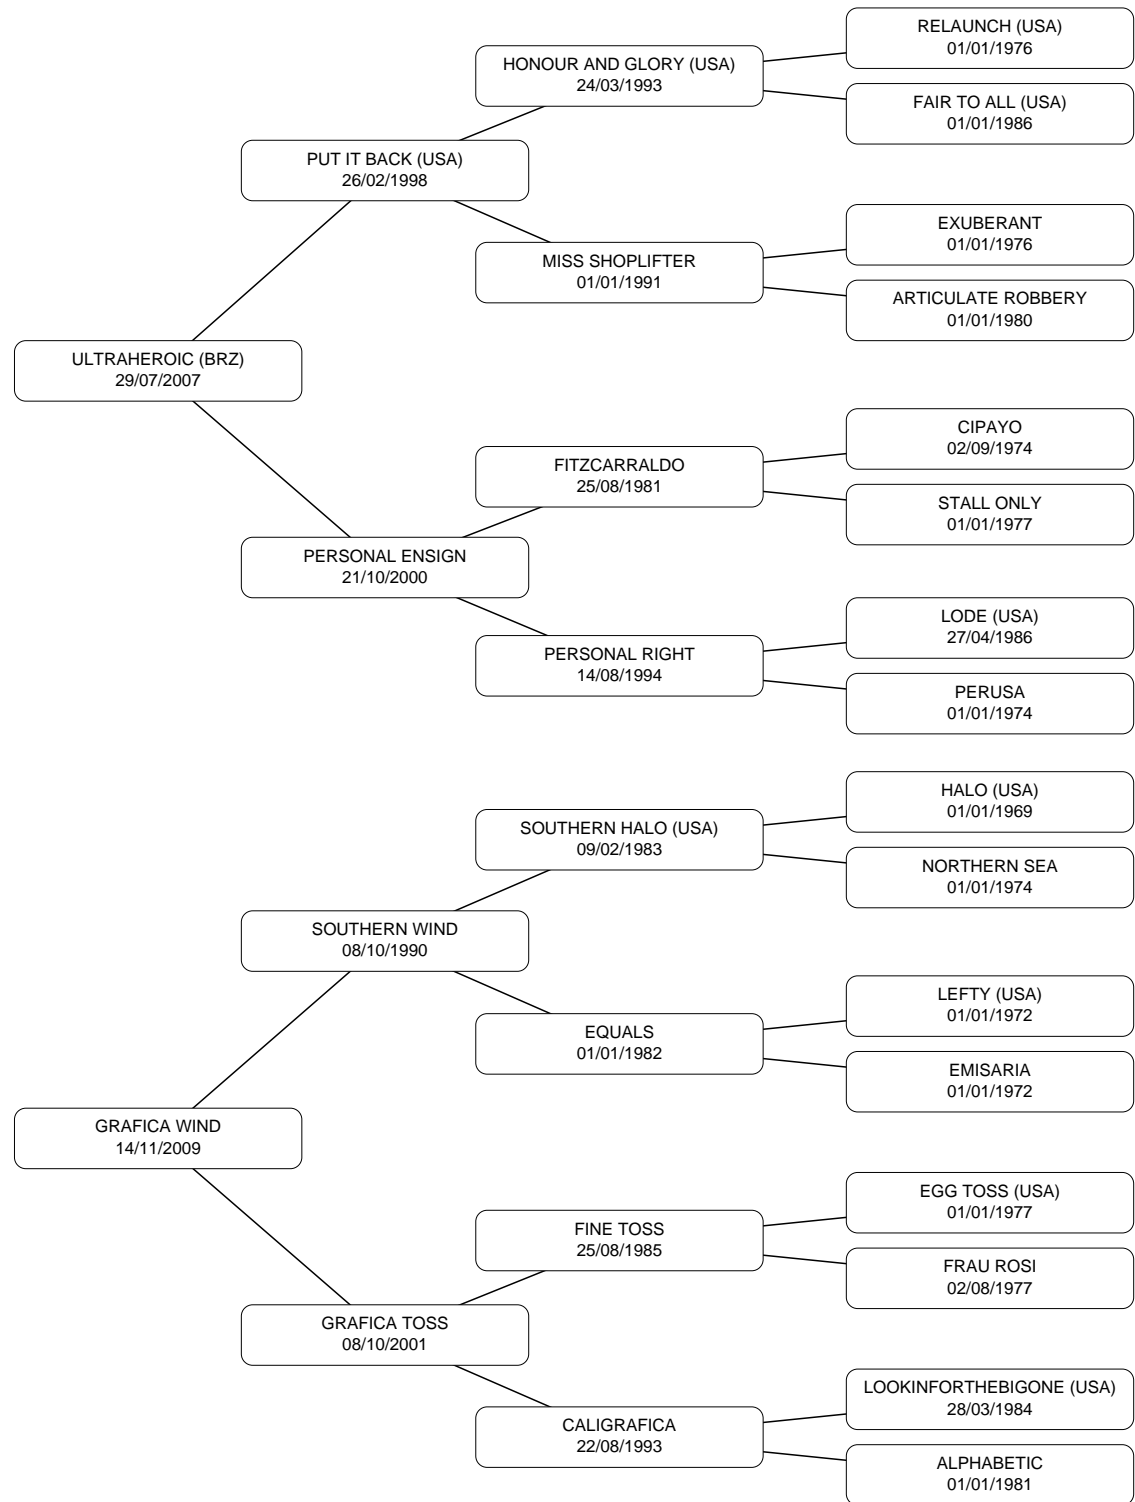 RELAUNCH (USA)
01/01/1976
HONOUR AND GLORY (USA)
24/03/1993
FAIR TO ALL (USA)
01/01/1986
PUT IT BACK (USA)
26/02/1998
EXUBERANT
01/01/1976
MISS SHOPLIFTER
01/01/1991
ARTICULATE ROBBERY
01/01/1980
ULTRAHEROIC (BRZ)
29/07/2007
CIPAYO
02/09/1974
FITZCARRALDO
25/08/1981
STALL ONLY
01/01/1977
PERSONAL ENSIGN
21/10/2000
LODE (USA)
27/04/1986
PERSONAL RIGHT
14/08/1994
PERUSA
01/01/1974
HALO (USA)
01/01/1969
SOUTHERN HALO (USA)
09/02/1983
NORTHERN SEA
01/01/1974
SOUTHERN WIND
08/10/1990
LEFTY (USA)
01/01/1972
EQUALS
01/01/1982
EMISARIA
01/01/1972
GRAFICA WIND
14/11/2009
EGG TOSS (USA)
01/01/1977
FINE TOSS
25/08/1985
FRAU ROSI
02/08/1977
GRAFICA TOSS
08/10/2001
LOOKINFORTHEBIGONE (USA)
28/03/1984
CALIGRAFICA
22/08/1993
ALPHABETIC
01/01/1981